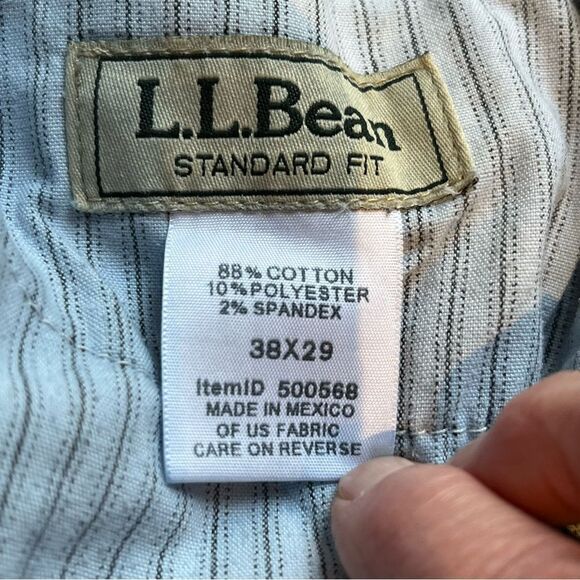 L.L.Bean
STANDARD FIT
88% COTTON
10% POLYESTER
2% SPANDEX
38X29
ItemID 500568
MADE IN MEXICO
OF US FABRIC
CARE ON REVERSE